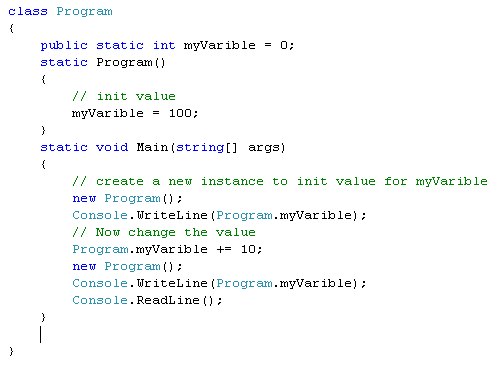 class Program
{
    public static int myVarible = 0;
    static Program()
    {
        // init value
        myVarible = 100;
    }
    static void Main(string[] args)
    {
        // create a new instance to init value for myVarible
        new Program();
        Console.WriteLine(Program.myVarible);
        // Now change the value
        Program.myVarible += 10;
        new Program();
        Console.WriteLine(Program.myVarible);
        Console.ReadLine();
    }
}